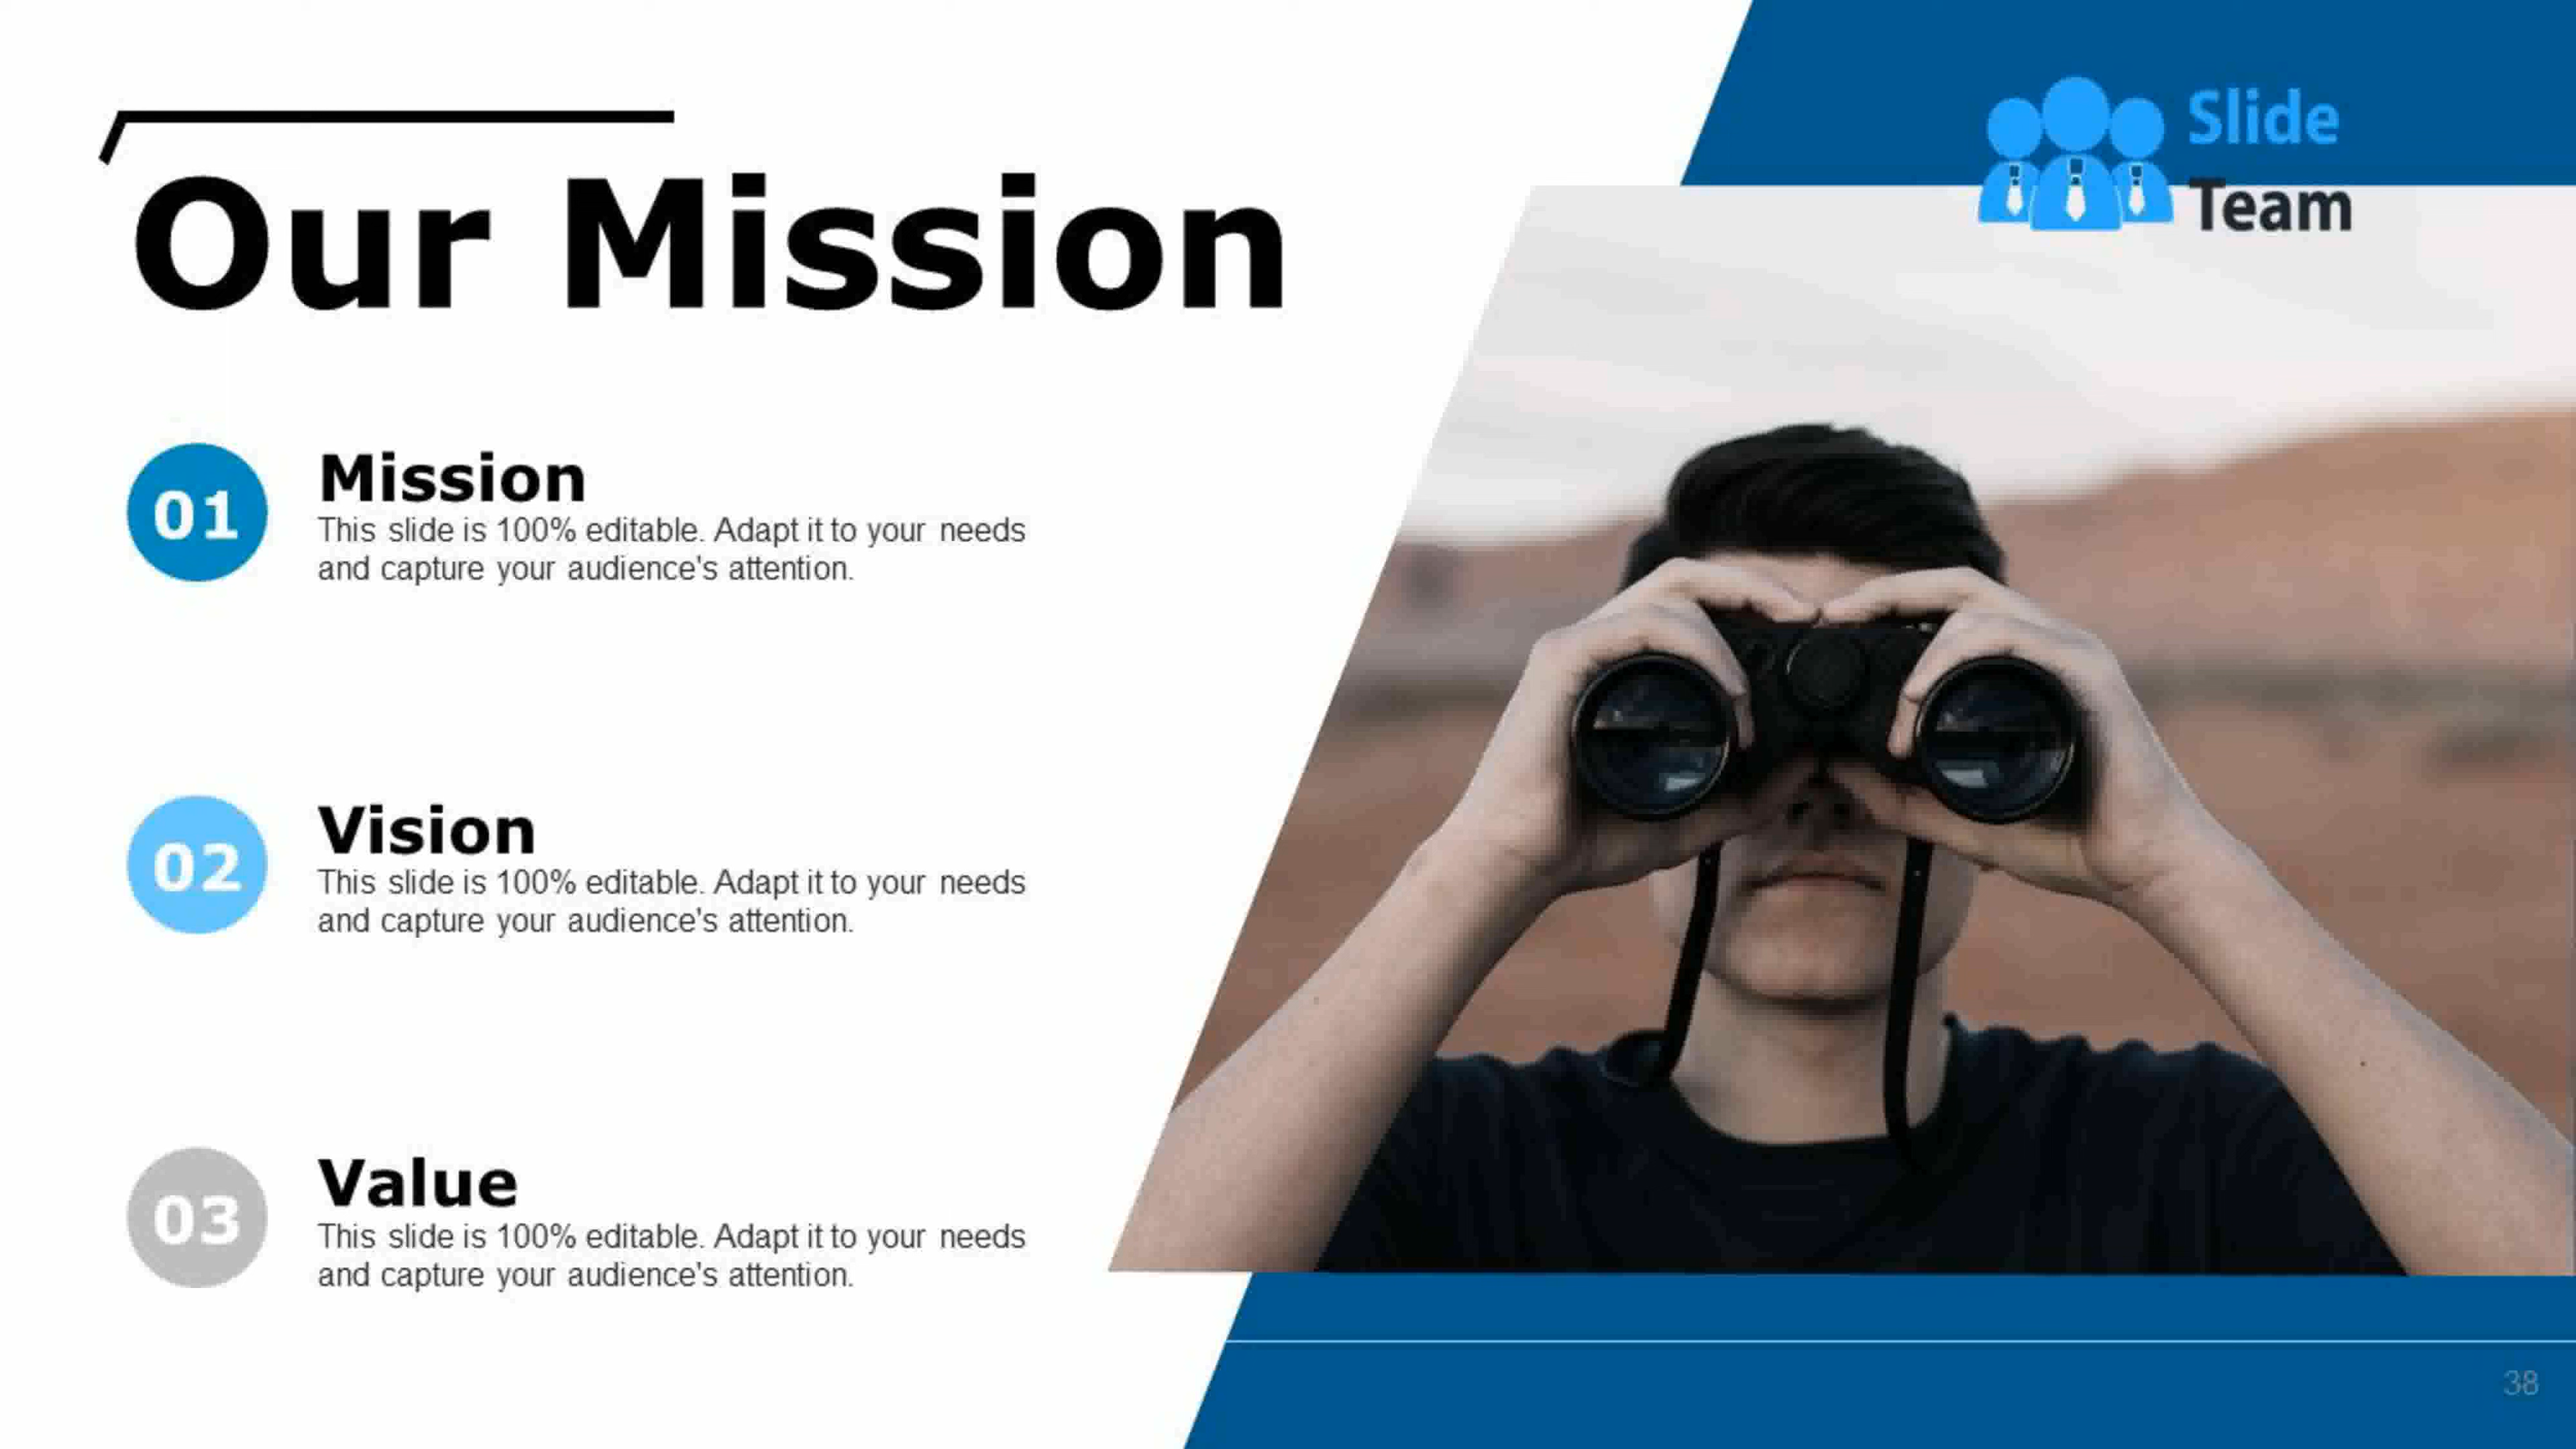 Slide
Team
Our Mission
01
Mission
This slide is 100% editable. Adapt it to your needs
and capture your audience's attention.
02
Vision
This slide is 100% editable. Adapt it to your needs
and capture your audience's attention.
03
Value
This slide is 100% editable. Adapt it to your needs
and capture your audience's attention.
38